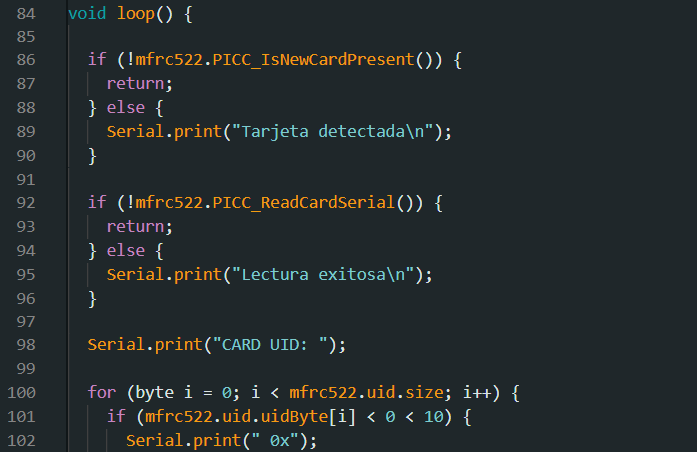 84 void loop() {
85
86 if (!mfrc522.PICC_IsNewCardPresent()) {
87 return;
88 } else {
89 Serial.print("Tarjeta detectada\n");
90 }
91
92 if (!mfrc522.PICC_ReadCardSerial()) {
93 return;
94 } else {
95 Serial.print("Lectura exitosa\n");
96 }
97
98 Serial.print("CARD UID: ");
99
100 for (byte i = 0; i < mfrc522.uid.size; i++) {
101 if (mfrc522.uid.uidByte[i] < 0 < 10) {
102 Serial.print(" 0x");